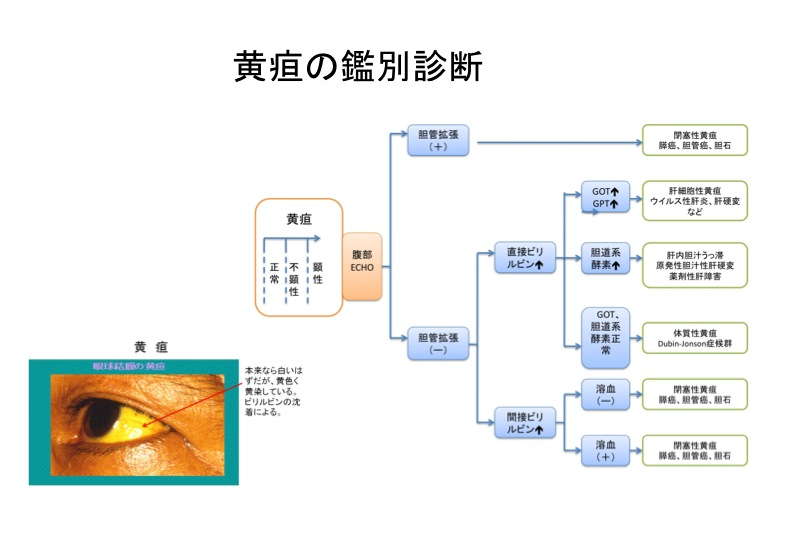 黄疸の鑑別診断
黄疸
正常
不顕性
顕性
腹部
ECHO
胆管拡張
（＋）
閉塞性黄疸
膵癌、胆管癌、胆石
胆管拡張
（－）
直接ビリ
ルビン↑
GOT↑
GPT↑
肝細胞性黄疸
ウイルス性肝炎、肝硬変
など
胆道系
酵素↑
肝内胆汁うっ滞
原発性胆汁性肝硬変
薬剤性肝障害
GOT、
胆道系
酵素正
常
体質性黄疸
Dubin-Jonson症候群
間接ビリ
ルビン↑
溶血
（－）
閉塞性黄疸
膵癌、胆管癌、胆石
溶血
（＋）
閉塞性黄疸
膵癌、胆管癌、胆石
黄 疸
眼球結膜の黄疸
本来なら白いは
ずだが、黄色く
黄染している。
ビリルビンの沈
着による。